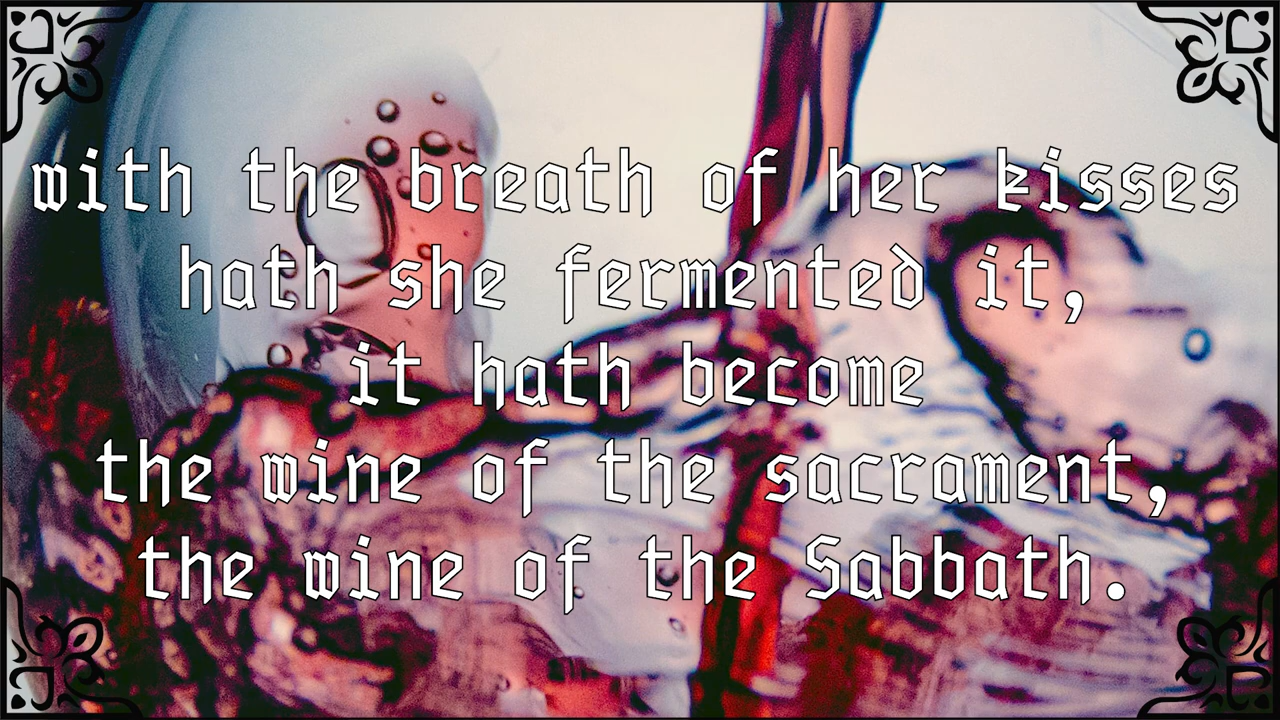 with the breath of her kisses
hath she fermented it,
it hath become
the wine of the sacrament,
the wine of the Sabbath.